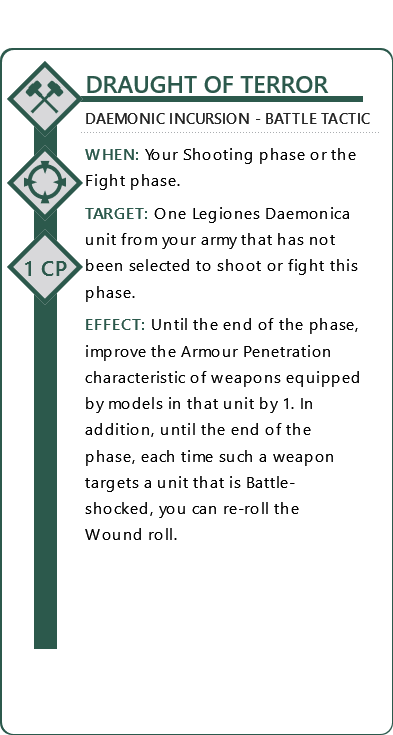 DRAUGHT OF TERROR
DAEMONIC INCURSION - BATTLE TACTIC
WHEN: Your Shooting phase or the
Fight phase.
TARGET: One Legiones Daemonica
unit from your army that has not
1 CP
been selected to shoot or fight this
phase.
EFFECT: Until the end of the phase,
improve the Armour Penetration
characteristic of weapons equipped
by models in that unit by 1. In
addition, until the end of the
phase, each time such a weapon
targets a unit that is Battle-
shocked, you can re-roll the
Wound roll.